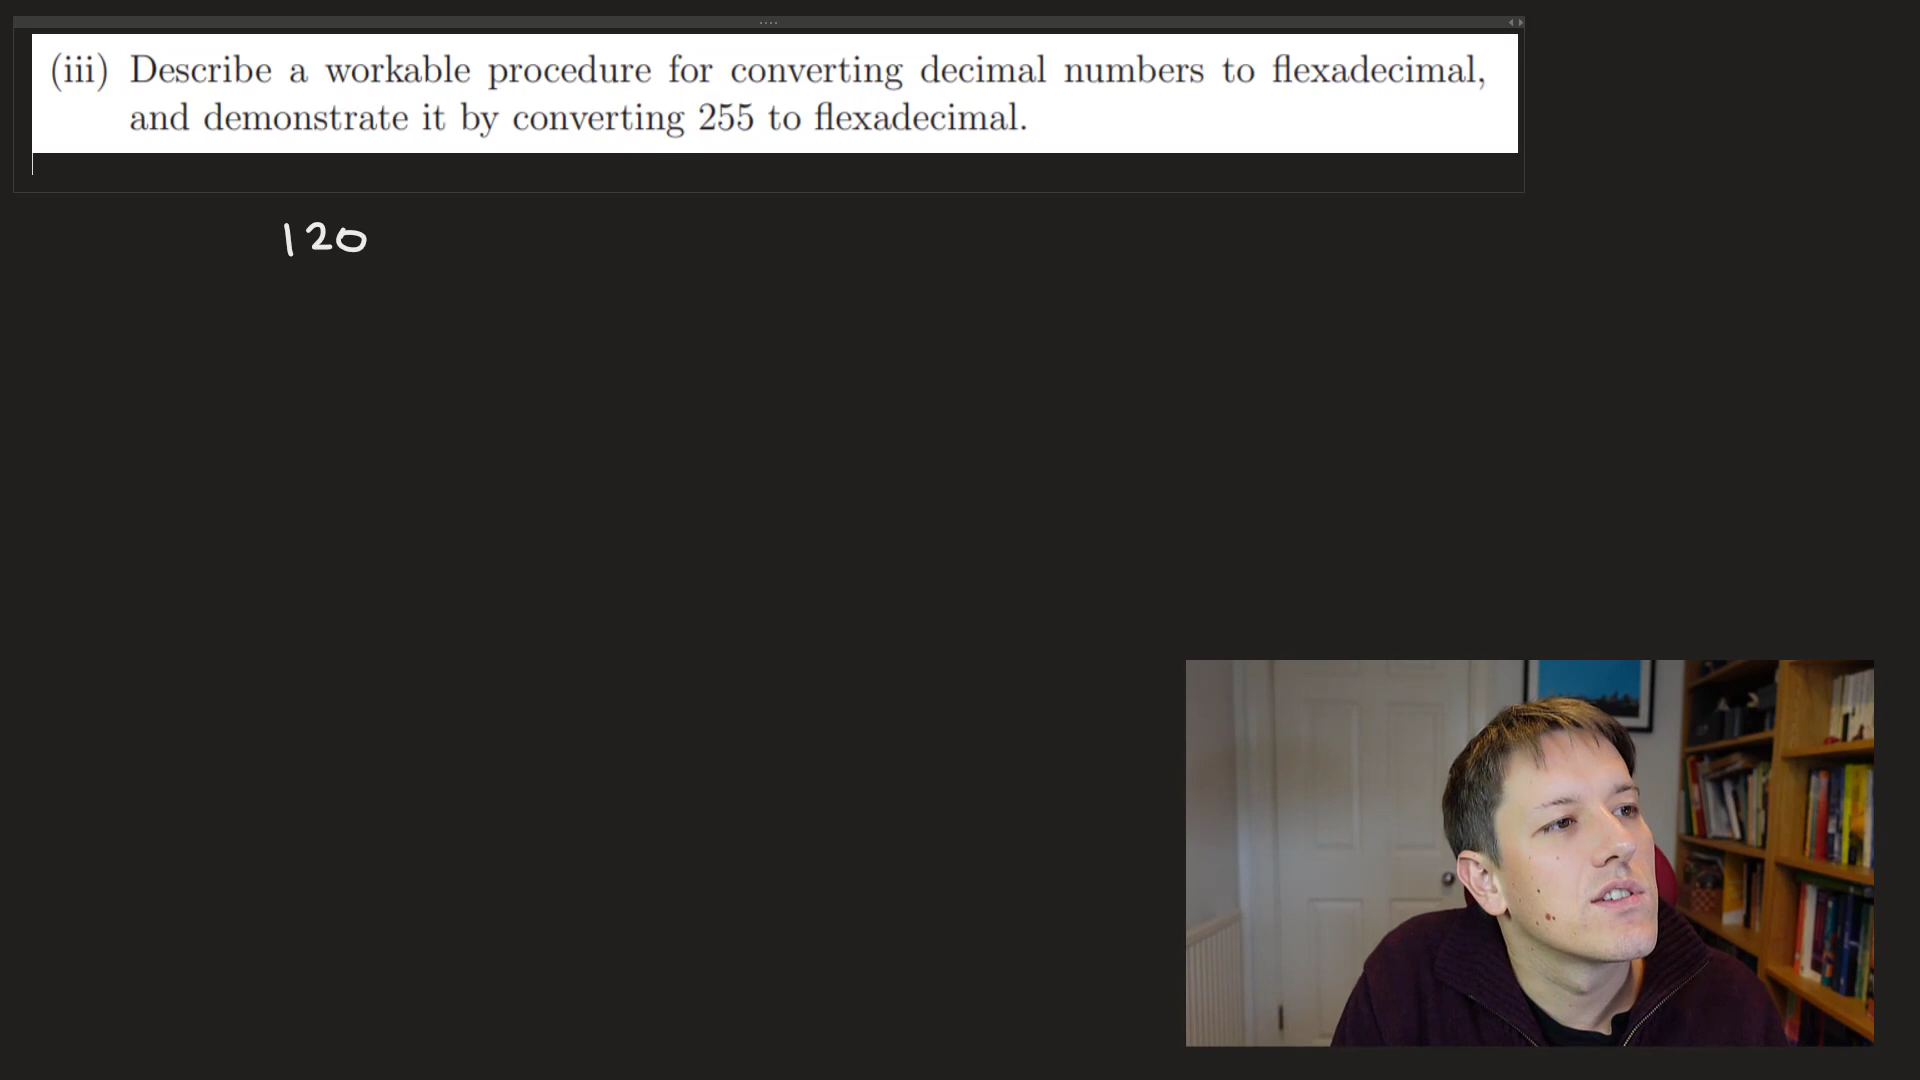 (iii) Describe a workable procedure for converting decimal numbers to flexadecimal,
and demonstrate it by converting 255 to flexadecimal.
120